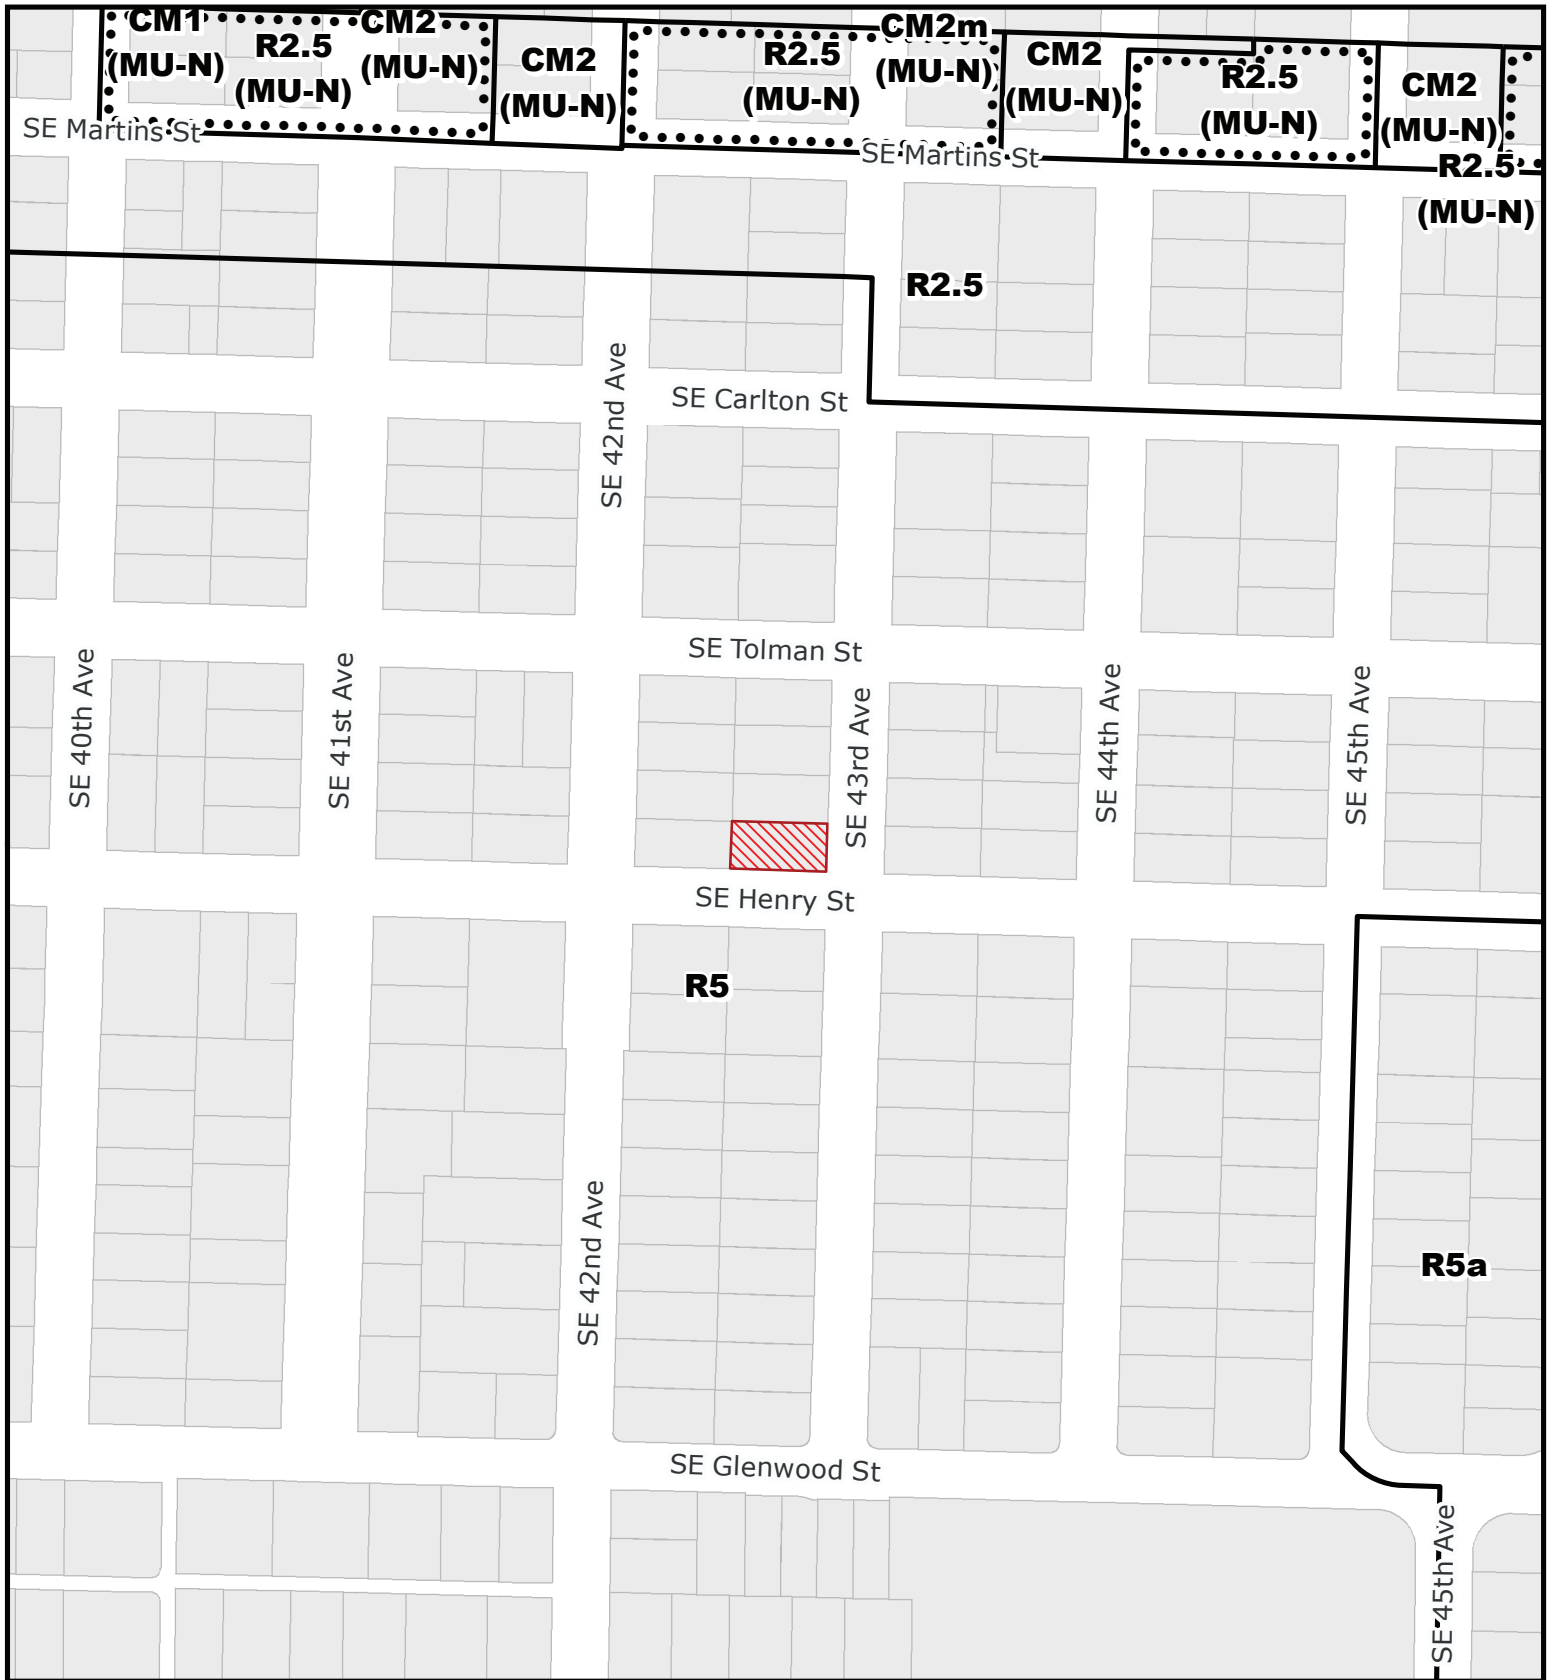 CM1
(MU-N)
R2.5
(MU-N)
CM2
(MU-N)
CM2
(MU-N)
R2.5
(MU-N)
CM2m
(MU-N)
CM2
(MU-N)
R2.5
(MU-N)
CM2
(MU-N)
R2.5
(MU-N)
SE Martins St
SE Martins St
R2.5
SE Carlton St
SE 42nd Ave
SE Tolman St
SE 40th Ave
SE 41st Ave
SE 43rd Ave
SE 44th Ave
SE 45th Ave
SE Henry St
R5
SE 42nd Ave
R5a
SE Glenwood St
SE 45th Ave